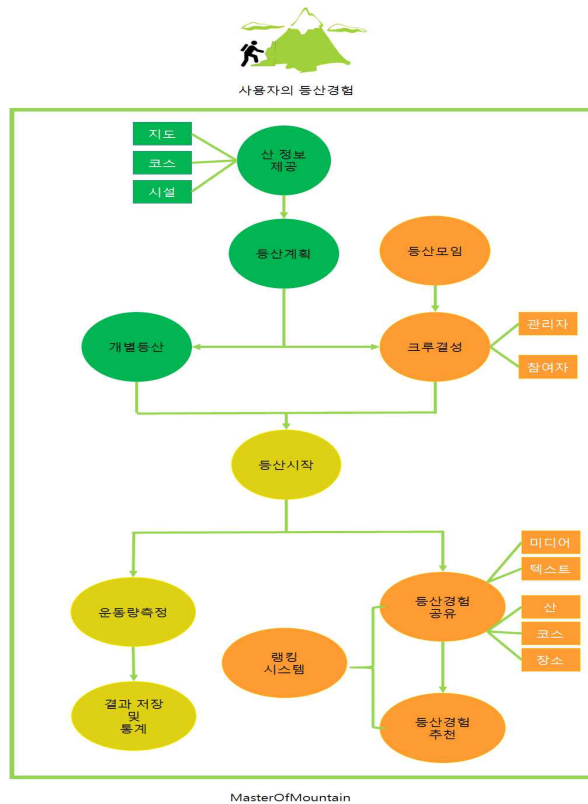 사용자의 등산경험
지도
코스
시설
산 정보
제공
등산계획
등산모임
개별등산
크루결성
관리자
참여자
등산시작
미디어
텍스트
운동량측정
등산경험
공유
산
코스
장소
랭킹
시스템
결과 저장
및
통계
등산경험
추천
MasterOfMountain